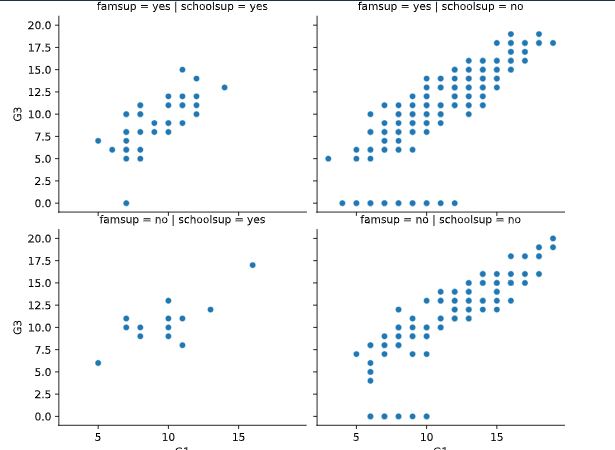 famsup = yes | schoolsup = yes
famsup = yes | schoolsup = no
20.0
17.5
15.0
12.5
10.0
7.5
5.0
2.5
0.0
G3
famsup = no | schoolsup = yes
famsup = no | schoolsup = no
20.0
17.5
15.0
12.5
10.0
7.5
5.0
2.5
0.0
G3
5 10 15
5 10 15
G1
G1